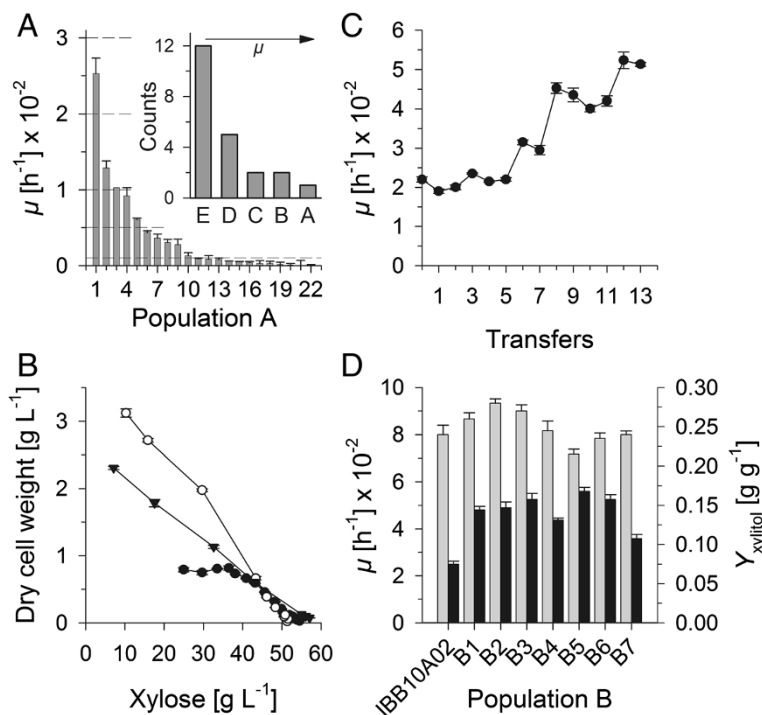 A
μ [h⁻¹] x 10⁻²
3
2
1
0
1 4 7 10 13 16 19 22
Population A
μ
Counts
12
8
4
0
E D C B A
C
μ [h⁻¹] x 10⁻²
6
5
4
3
2
1
0
1 3 5 7 9 11 13
Transfers
B
Dry cell weight [g L⁻¹]
3
2
1
0
0 10 20 30 40 50 60
Xylose [g L⁻¹]
D
μ [h⁻¹] x 10⁻²
10
8
6
4
2
0
0.30
0.25
0.20
0.15
0.10
0.05
0.00
Yxylitol [g g⁻¹]
IBB10A02 B1 B2 B3 B4 B5 B6 B7
Population B